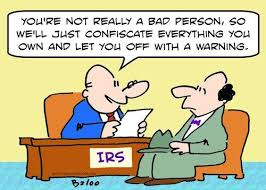 YOU'RE NOT REALLY A BAD PERSON, SO
WE'LL JUST CONFISCATE EVERYTHING YOU
OWN AND LET YOU OFF WITH A WARNING.
IRS
Baloo